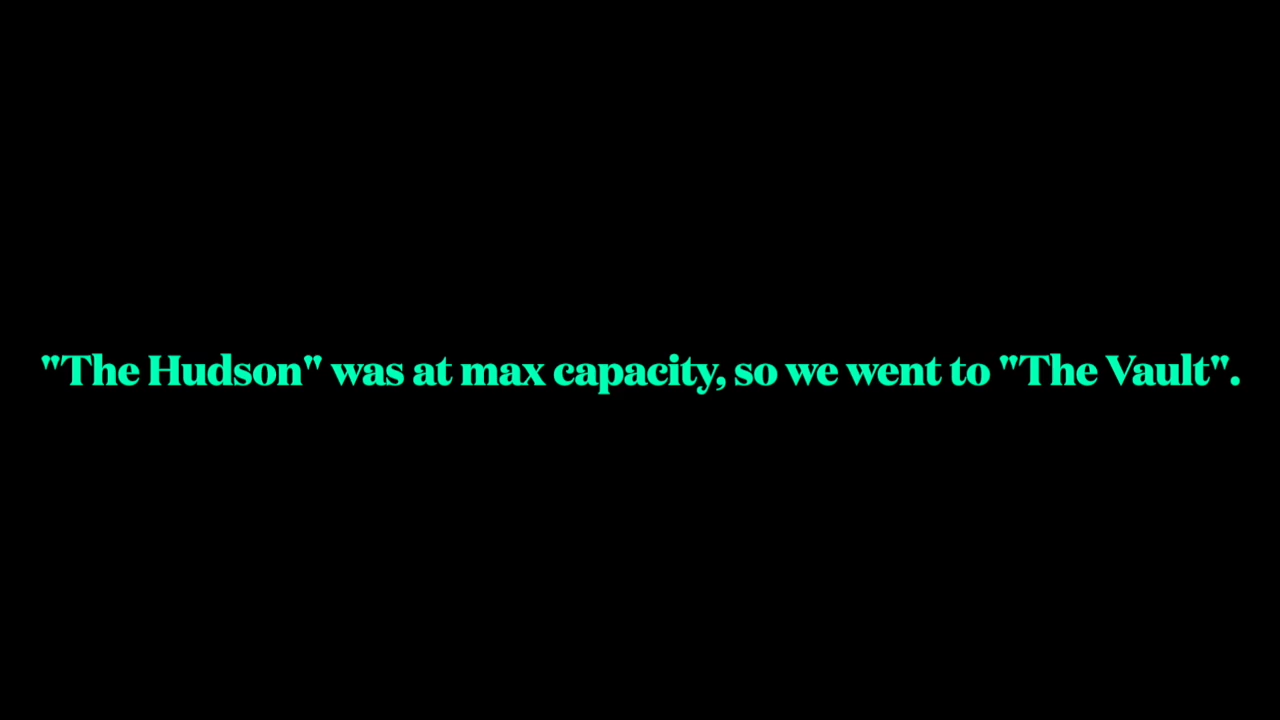 "The Hudson" was at max capacity, so we went to "The Vault".